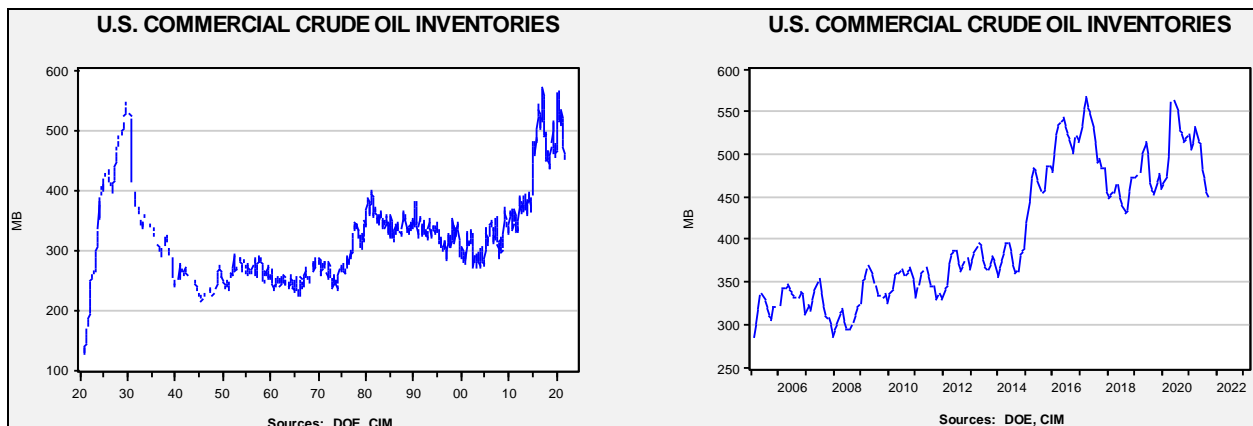 U.S. COMMERCIAL CRUDE OIL INVENTORIES
600
500
400
300
200
100
MB
20 30 40 50 60 70 80 90 00 10 20
Sources: DOE, CIM
U.S. COMMERCIAL CRUDE OIL INVENTORIES
600
550
500
450
400
350
300
250
MB
2006 2008 2010 2012 2014 2016 2018 2020 2022
Sources: DOE, CIM